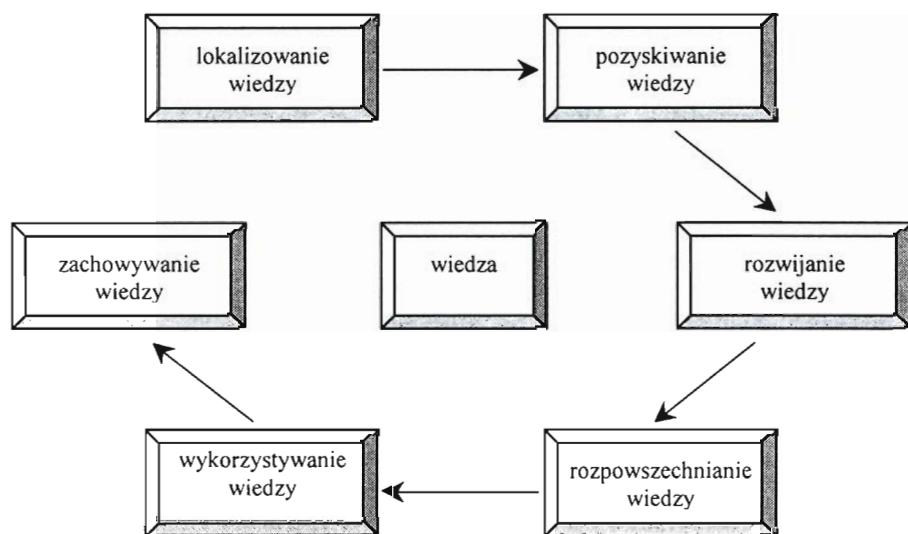 lokalizowanie
wiedzy
pozyskiwanie
wiedzy
zachowywanie
wiedzy
wiedza
rozwijanie
wiedzy
wykorzystywanie
wiedzy
rozpowszechnianie
wiedzy